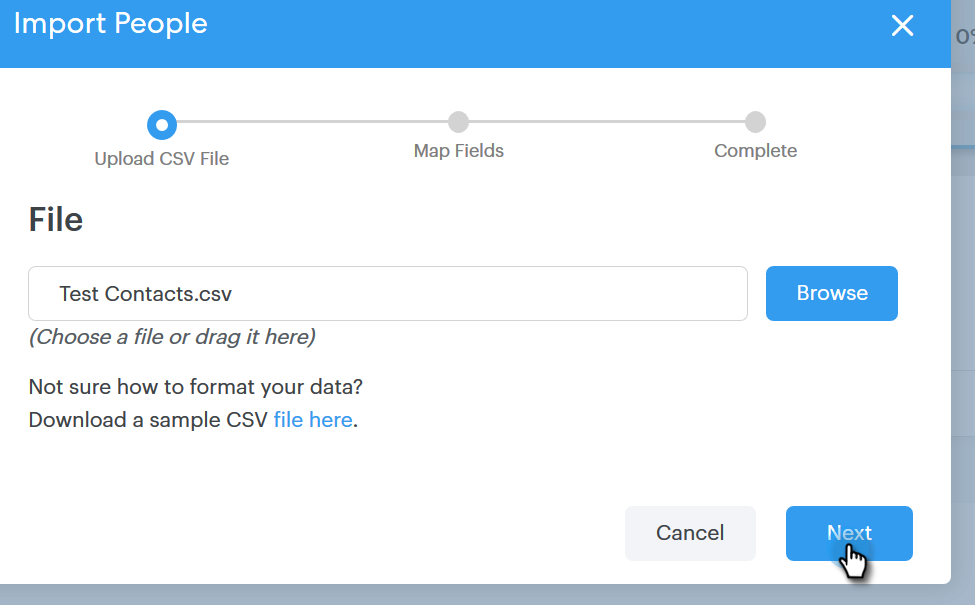 Import People
0%
Upload CSV File
Map Fields
Complete
File
Test Contacts.csv
Browse
(Choose a file or drag it here)
Not sure how to format your data?
Download a sample CSV file here.
Cancel
Next